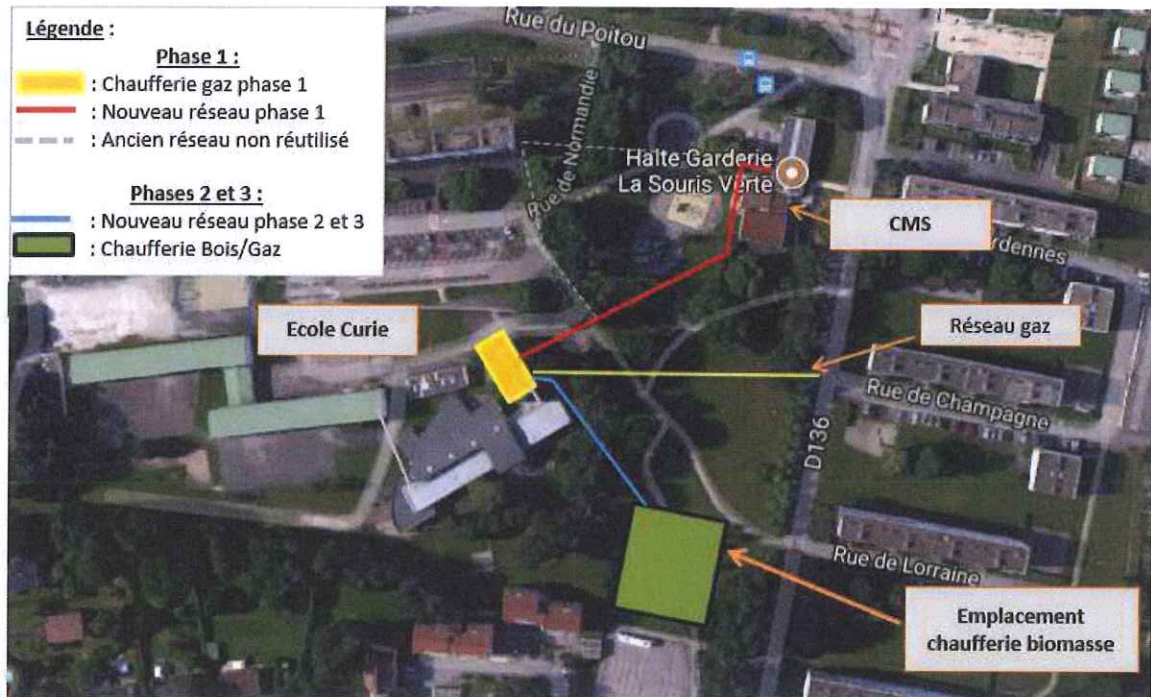 Légende :
Phase 1 :
: Chaufferie gaz phase 1
: Nouveau réseau phase 1
: Ancien réseau non réutilisé
Phases 2 et 3 :
: Nouveau réseau phase 2 et 3
: Chaufferie Bois/Gaz
Rue du Poitou
Rue de Normandie
Halte Garderie
La Souris Verte
CMS
rdennes
Ecole Curie
Réseau gaz
Rue de Champagne
D136
Rue de Lorraine
Emplacement
chaufferie biomasse